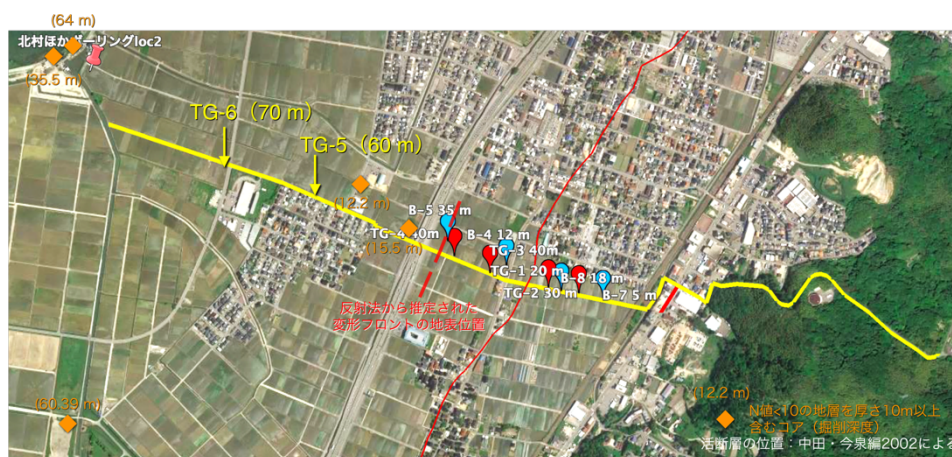 (64 m)
北村ほかボーリングloc2
(35.5 m)
TG-6（70 m）
TG-5（60 m）
(12.2 m)
B-5 35 m
TG-4 40m
B-4 12 m
(15.5 m)
TG-3 40m
TG-1 20 m
B-8 18 m
TG-2 30 m
B-7 5 m
反射法から推定された
変形フロントの地表位置
(60.39 m)
(12.2 m)
N値<10の地層を厚さ10m以上
含むコア（掘削深度）
活断層の位置：中田・今泉編2002による